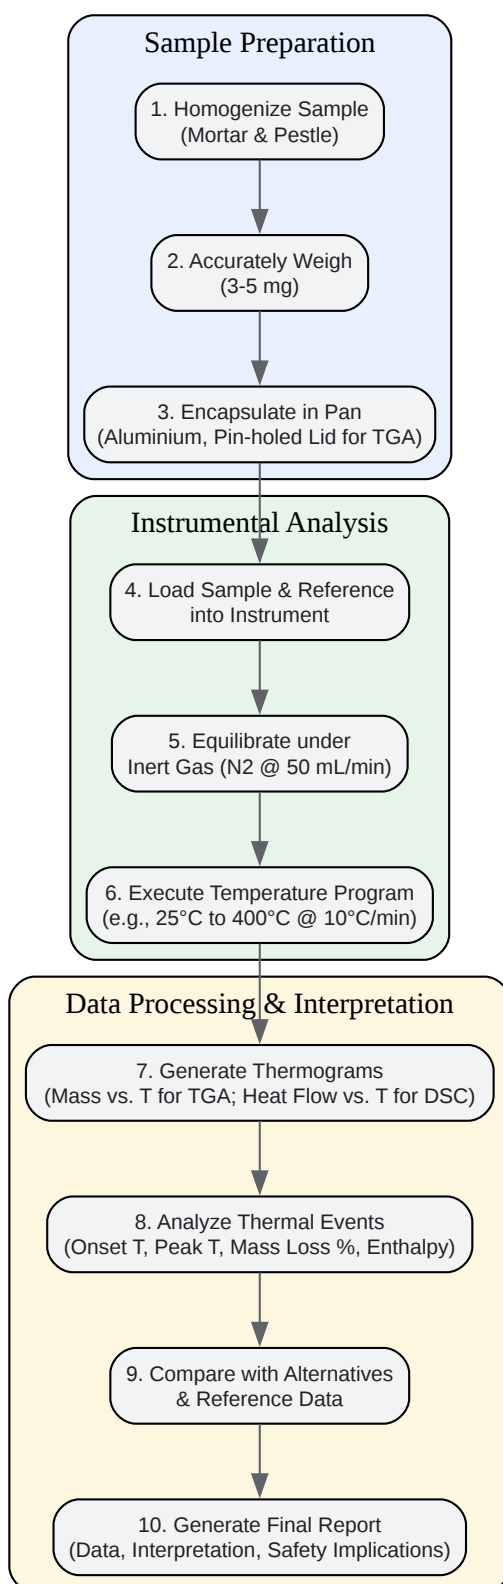 Sample Preparation
1. Homogenize Sample
(Mortar & Pestle)
2. Accurately Weigh
(3-5 mg)
3. Encapsulate in Pan
(Aluminium, Pin-holed Lid for TGA)
Instrumental Analysis
4. Load Sample & Reference
into Instrument
5. Equilibrate under
Inert Gas (N2 @ 50 mL/min)
6. Execute Temperature Program
(e.g., 25°C to 400°C @ 10°C/min)
Data Processing & Interpretation
7. Generate Thermograms
(Mass vs. T for TGA; Heat Flow vs. T for DSC)
8. Analyze Thermal Events
(Onset T, Peak T, Mass Loss %, Enthalpy)
9. Compare with Alternatives
& Reference Data
10. Generate Final Report
(Data, Interpretation, Safety Implications)